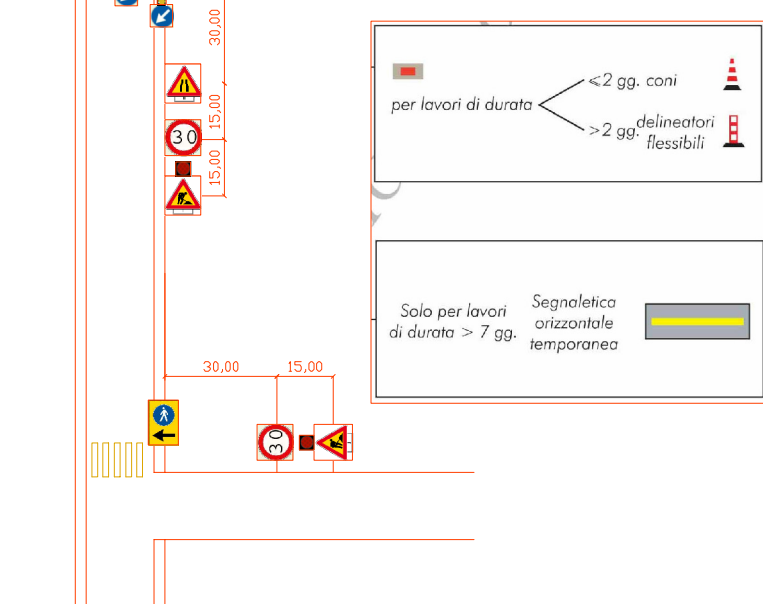 30,00
15,00
30
15,00
≤2 gg. coni
per lavori di durata
>2 gg. delineatori
flessibili
Solo per lavori
di durata > 7 gg.
Segnaletica
orizzontale
temporanea
30,00
15,00
30